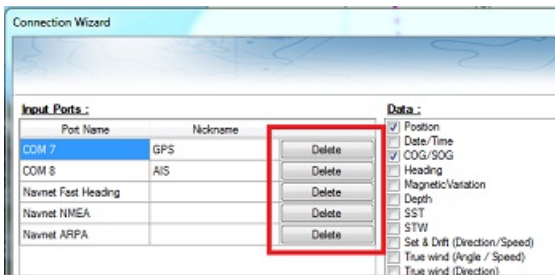 Connection Wizard
Input Ports :
Port Name Nickname
COM 7 GPS Delete
COM 8 AIS Delete
Navnet Fast Heading Delete
Navnet NMEA Delete
Navnet ARPA Delete
Data :
Position
Date/Time
COG/SOG
Heading
MagneticVariation
Depth
SST
STW
Set & Drift (Direction/Speed)
True wind (Angle / Speed)
True wind (Direction)